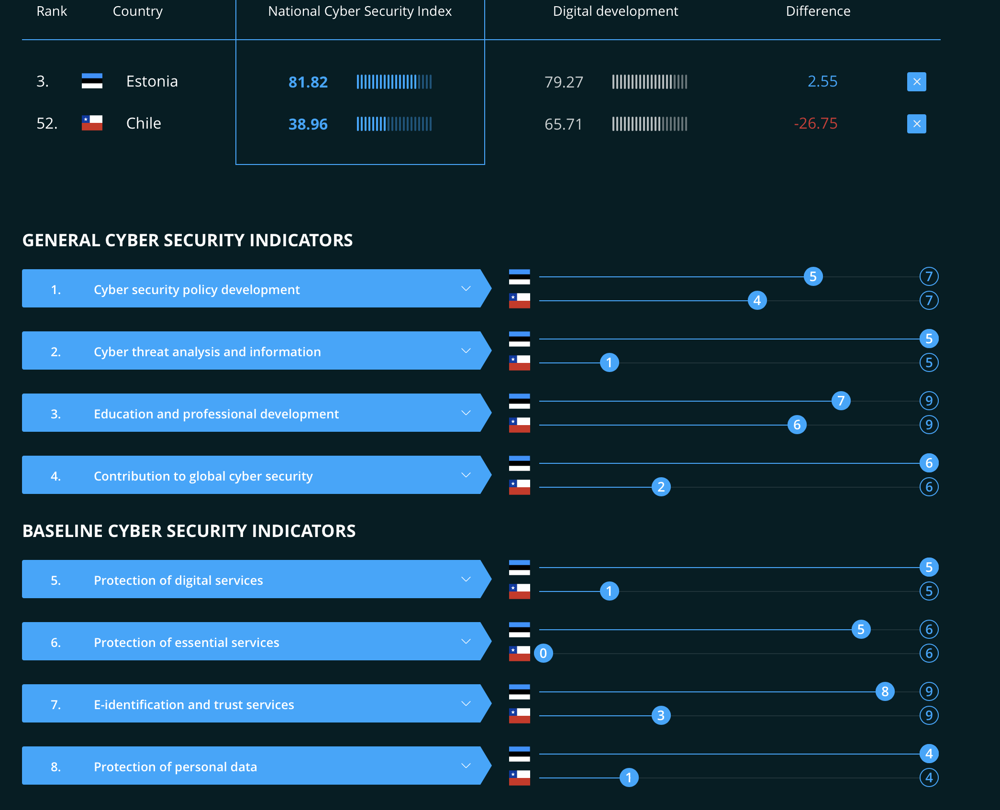 Rank Country National Cyber Security Index Digital development Difference
3. Estonia 81.82 79.27 2.55
52. Chile 38.96 65.71 -26.75
GENERAL CYBER SECURITY INDICATORS
1. Cyber security policy development 5 7
4 7
2. Cyber threat analysis and information 5
1 5
3. Education and professional development 7 9
6 9
4. Contribution to global cyber security 6
2 6
BASELINE CYBER SECURITY INDICATORS
5. Protection of digital services 5
1 5
6. Protection of essential services 5 6
0 6
7. E-identification and trust services 8 9
3 9
8. Protection of personal data 4
1 4